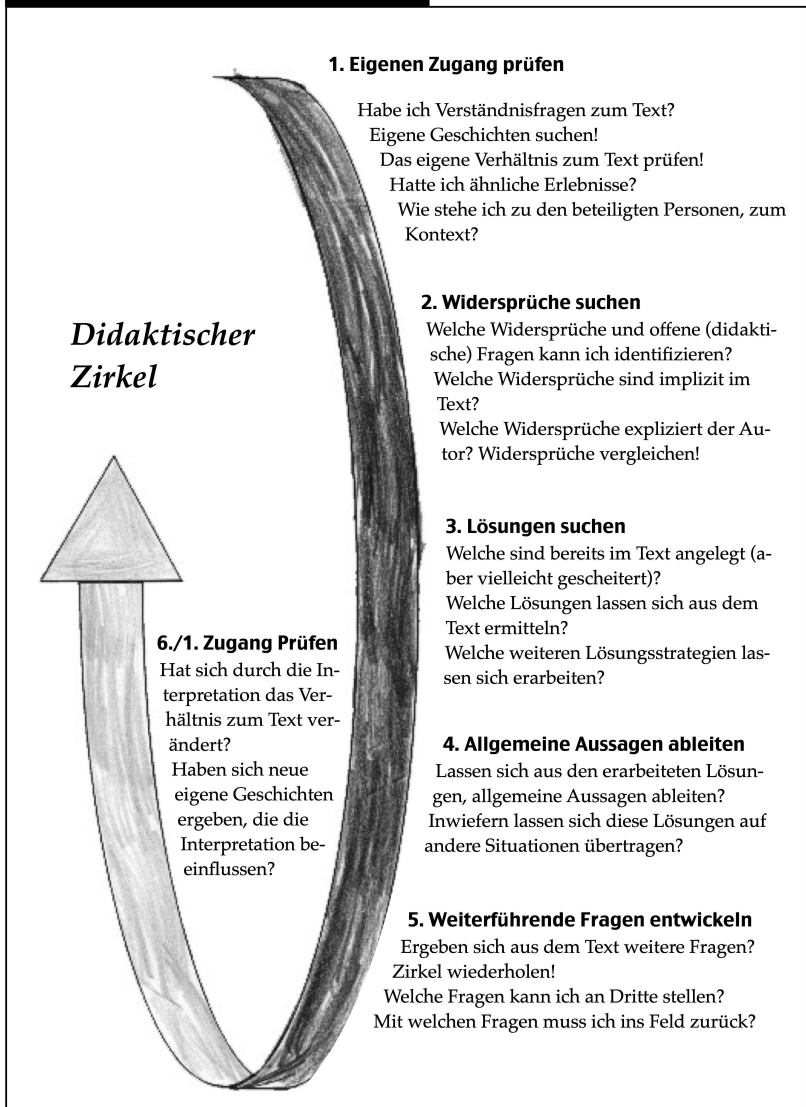 1. Eigenen Zugang prüfen
Habe ich Verständnisfragen zum Text?
Eigene Geschichten suchen!
Das eigene Verhältnis zum Text prüfen!
Hatte ich ähnliche Erlebnisse?
Wie stehe ich zu den beteiligten Personen, zum
Kontext?
Didaktischer
Zirkel
2. Widersprüche suchen
Welche Widersprüche und offene (didakti-
sche) Fragen kann ich identifizieren?
Welche Widersprüche sind implizit im
Text?
Welche Widersprüche expliziert der Au-
tor? Widersprüche vergleichen!
3. Lösungen suchen
Welche sind bereits im Text angelegt (a-
ber vielleicht gescheitert)?
Welche Lösungen lassen sich aus dem
Text ermitteln?
Welche weiteren Lösungsstrategien las-
sen sich erarbeiten?
4. Allgemeine Aussagen ableiten
Lassen sich aus den erarbeiteten Lösun-
gen, allgemeine Aussagen ableiten?
Inwiefern lassen sich diese Lösungen auf
andere Situationen übertragen?
5. Weiterführende Fragen entwickeln
Ergeben sich aus dem Text weitere Fragen?
Zirkel wiederholen!
Welche Fragen kann ich an Dritte stellen?
Mit welchen Fragen muss ich ins Feld zurück?
6./1. Zugang Prüfen
Hat sich durch die In-
terpretation das Ver-
hältnis zum Text ver-
ändert?
Haben sich neue
eigene Geschichten
ergeben, die die
Interpretation be-
einflussen?